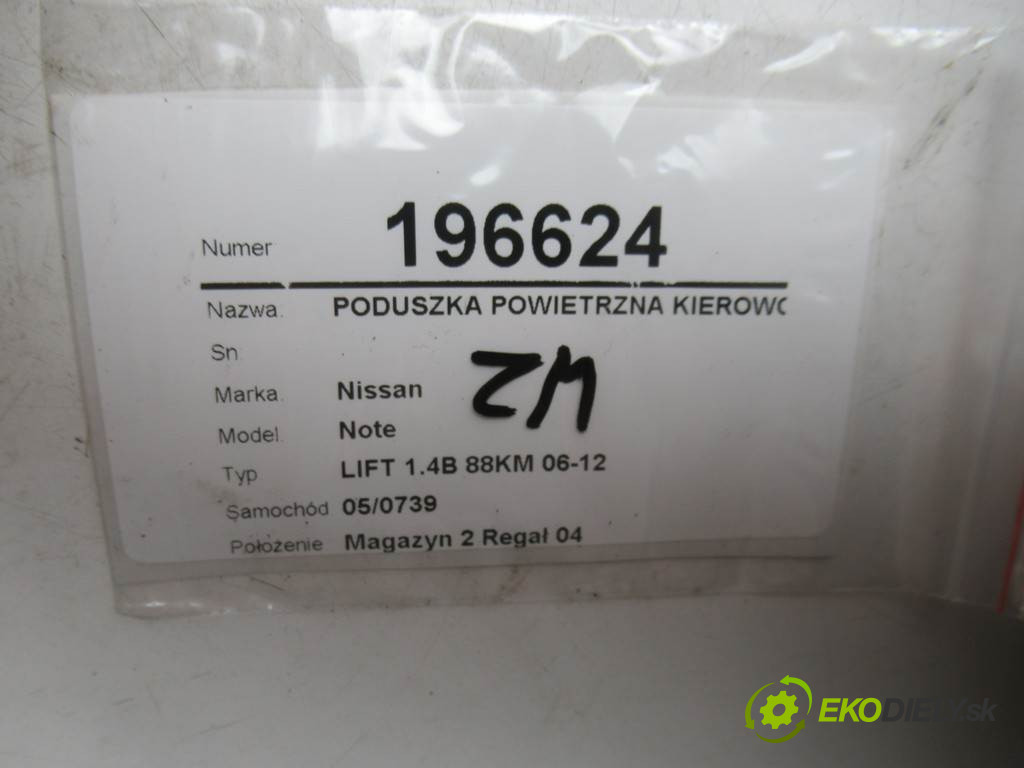 Numer 196624
Nazwa: PODUSZKA POWIETRZNA KIEROWC
Sn
Marka: Nissan
Model: Note
Typ LIFT 1.4B 88KM 06-12
Samochód 05/0739
Położenie Magazyn 2 Regał 04
EKODIELY.sk